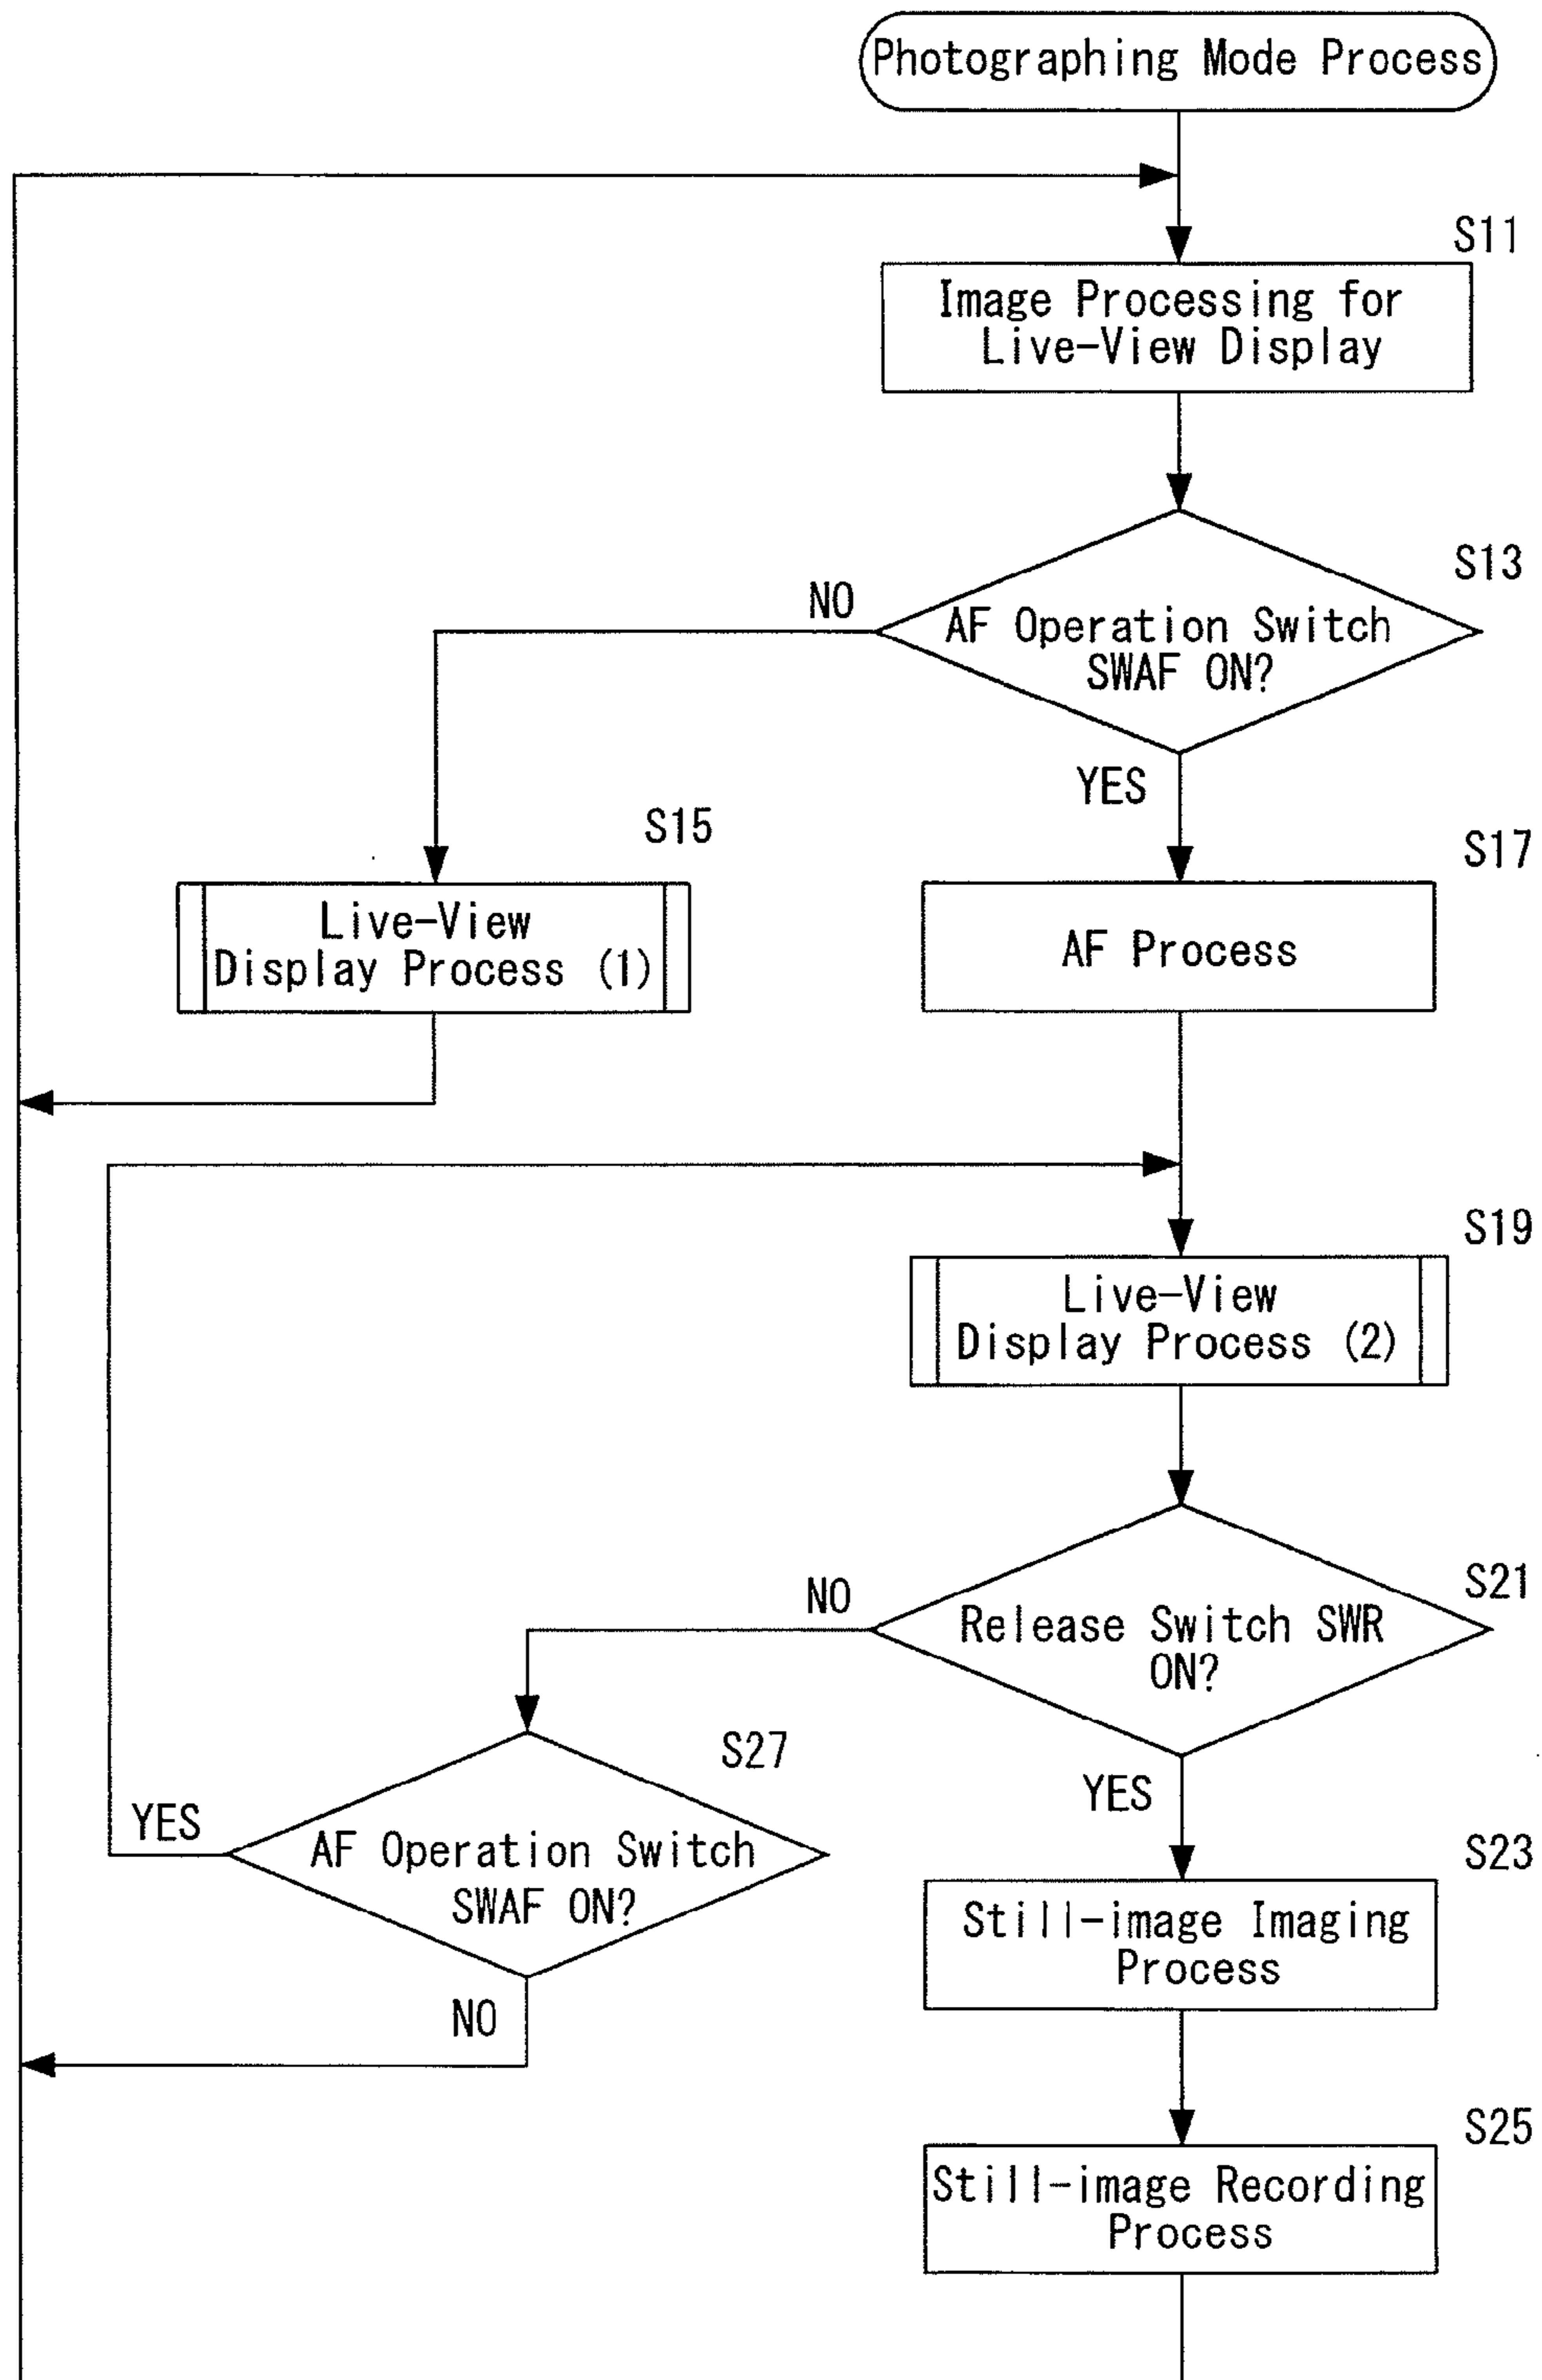 Photographing Mode Process
S11
Image Processing for
Live-View Display
S13
NO
AF Operation Switch
SWAF ON?
YES
S15
S17
Live-View
Display Process (1)
AF Process
S19
Live-View
Display Process (2)
S21
NO
Release Switch SWR
ON?
S27
YES
YES
AF Operation Switch
SWAF ON?
S23
Still-image Imaging
Process
NO
S25
Still-image Recording
Process